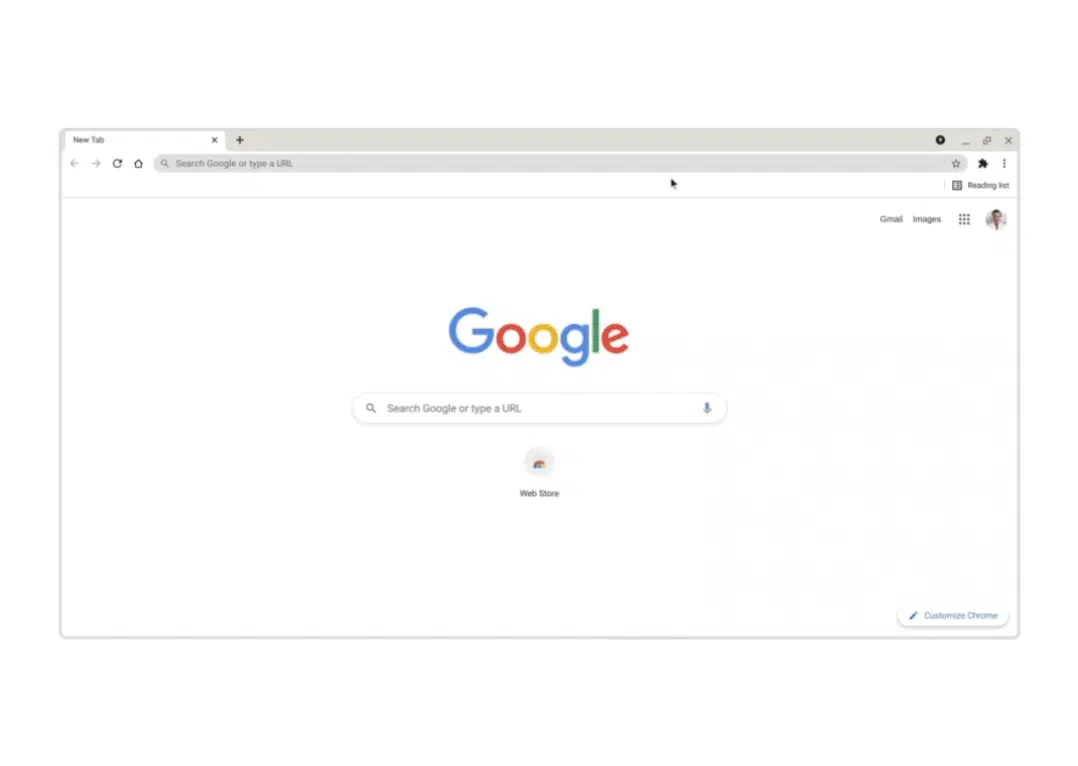 New Tab
Search Google or type a URL
Reading list
Gmail Images
Google
Search Google or type a URL
Web Store
Customize Chrome